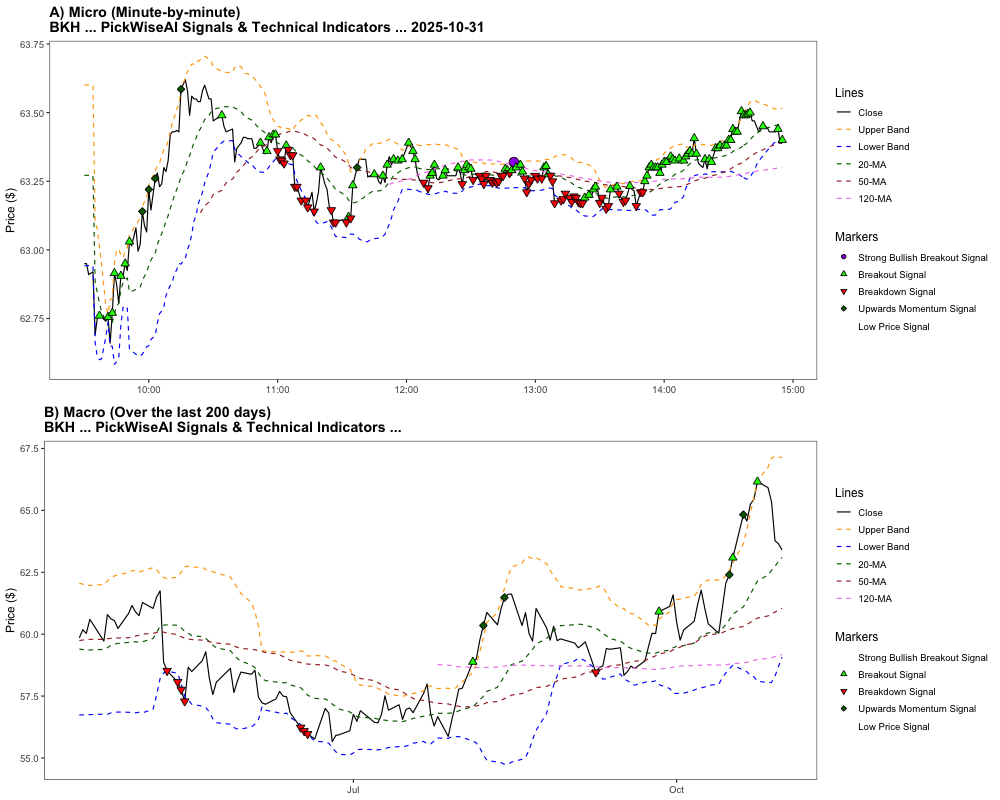 A) Micro (Minute-by-minute)
BKH ... PickWiseAI Signals & Technical Indicators ... 2025-10-31
Price ($)
63.75
63.50
63.25
63.00
62.75
10:00
11:00
12:00
13:00
14:00
15:00
Lines
Close
Upper Band
Lower Band
20-MA
50-MA
120-MA
Markers
Strong Bullish Breakout Signal
Breakout Signal
Breakdown Signal
Upwards Momentum Signal
Low Price Signal
B) Macro (Over the last 200 days)
BKH ... PickWiseAI Signals & Technical Indicators ...
Price ($)
67.5
65.0
62.5
60.0
57.5
55.0
Jul
Oct
Lines
Close
Upper Band
Lower Band
20-MA
50-MA
120-MA
Markers
Strong Bullish Breakout Signal
Breakout Signal
Breakdown Signal
Upwards Momentum Signal
Low Price Signal